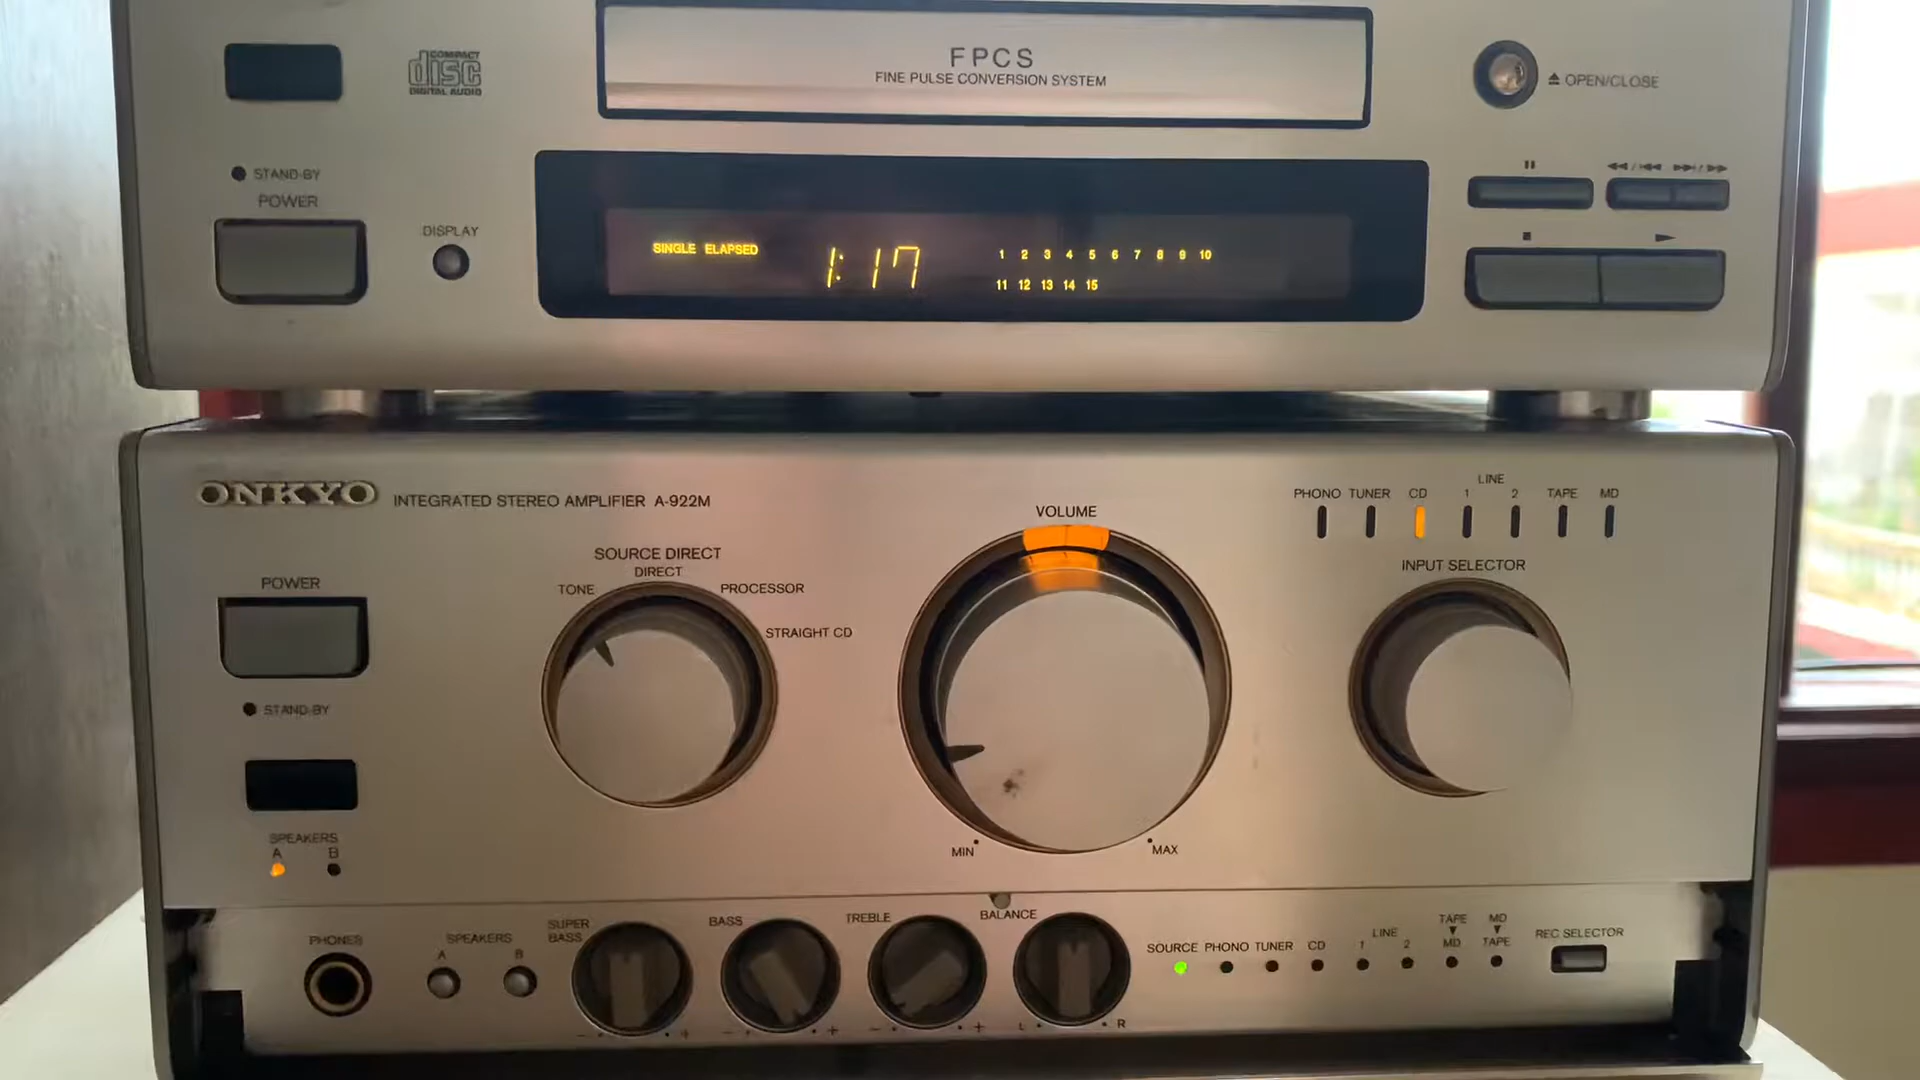 COMPACT
disc
DIGITAL AUDIO
FPCS
FINE PULSE CONVERSION SYSTEM
OPEN/CLOSE
STAND-BY
POWER
DISPLAY
SINGLE ELAPSED
1:17
1 2 3 4 5 6 7 8 9 10
11 12 13 14 15
ONKYO INTEGRATED STEREO AMPLIFIER A-922M
POWER
STAND-BY
SPEAKERS
A B
SOURCE DIRECT
DIRECT
TONE PROCESSOR
STRAIGHT CD
VOLUME
MIN MAX
LINE
PHONO TUNER CD 1 2 TAPE MD
INPUT SELECTOR
PHONES
SPEAKERS
A B
SUPER
BASS
BASS
TREBLE
BALANCE
- +
- +
- +
L R
SOURCE PHONO TUNER CD
LINE
1 2
TAPE
MD
MD
TAPE
REC SELECTOR